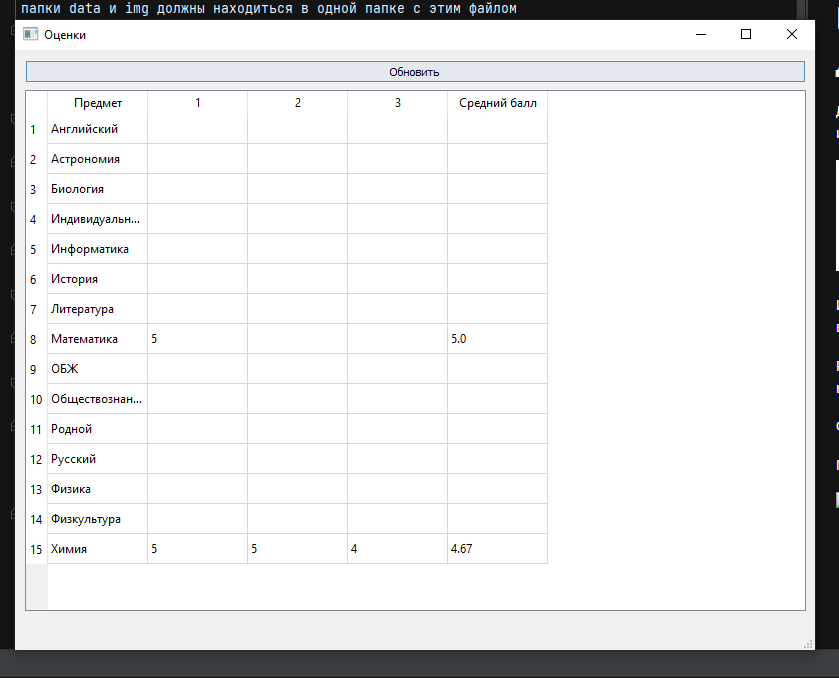 папки data и img должны находиться в одной папке с этим файлом
Оценки
Обновить
Предмет 1 2 3 Средний балл
1 Английский
2 Астрономия
3 Биология
4 Индивидуальн...
5 Информатика
6 История
7 Литература
8 Математика 5 5.0
9 ОБЖ
10 Обществознан...
11 Родной
12 Русский
13 Физика
14 Физкультура
15 Химия 5 5 4 4.67